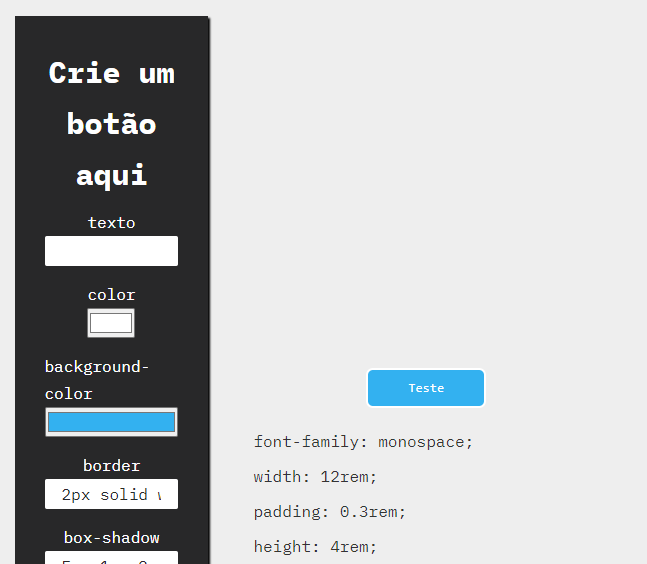 Crie um
botão
aqui
texto
color
background-
color
border
2px solid
box-shadow
Teste
font-family: monospace;
width: 12rem;
padding: 0.3rem;
height: 4rem;